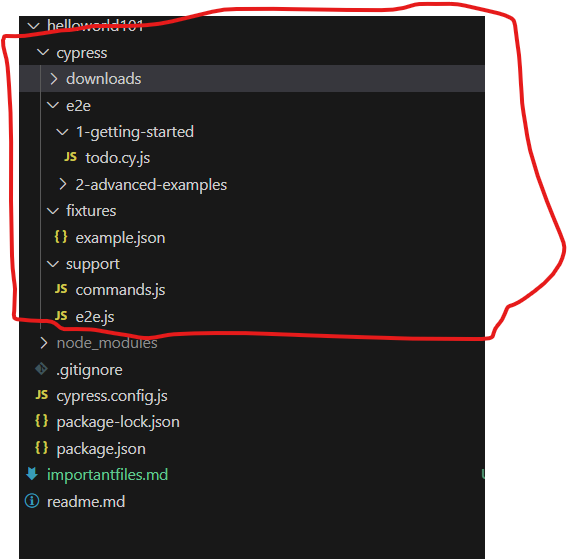 helloworld101
cypress
downloads
e2e
1-getting-started
JS todo.cy.js
2-advanced-examples
fixtures
{} example.json
support
JS commands.js
JS e2e.js
node_modules
.gitignore
JS cypress.config.js
{} package-lock.json
{} package.json
importantfiles.md
readme.md